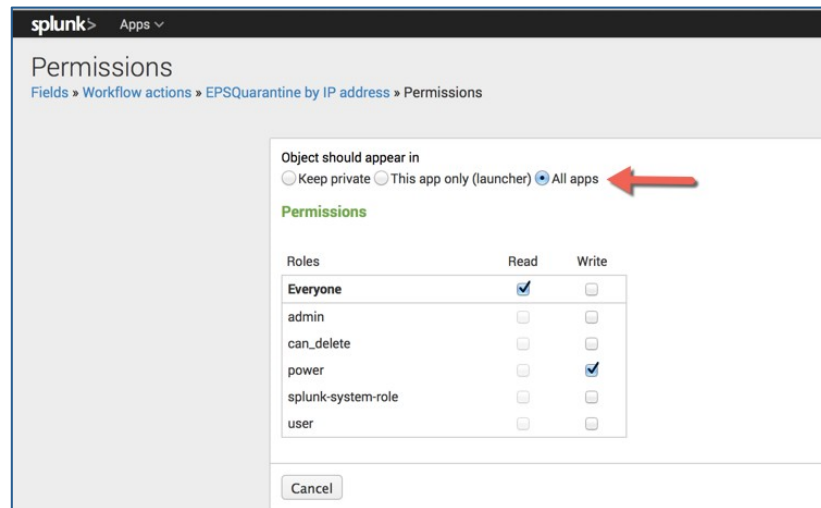 splunk> Apps
Permissions
Fields » Workflow actions » EPSQuarantine by IP address » Permissions
Object should appear in
Keep private This app only (launcher) All apps
Permissions
Roles Read Write
Everyone
admin
can_delete
power
splunk-system-role
user
Cancel